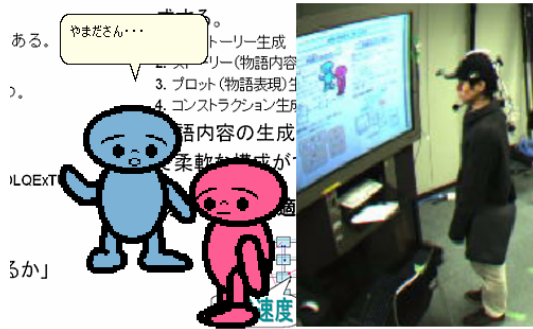 やまださん・・・
成する。
ある。
トーリー生成
2. ストーリー(物語内容
3. プロット(物語表現)生
4. コンストラクション生成
語内容の生成
柔軟な構成が
適
るか」
速度